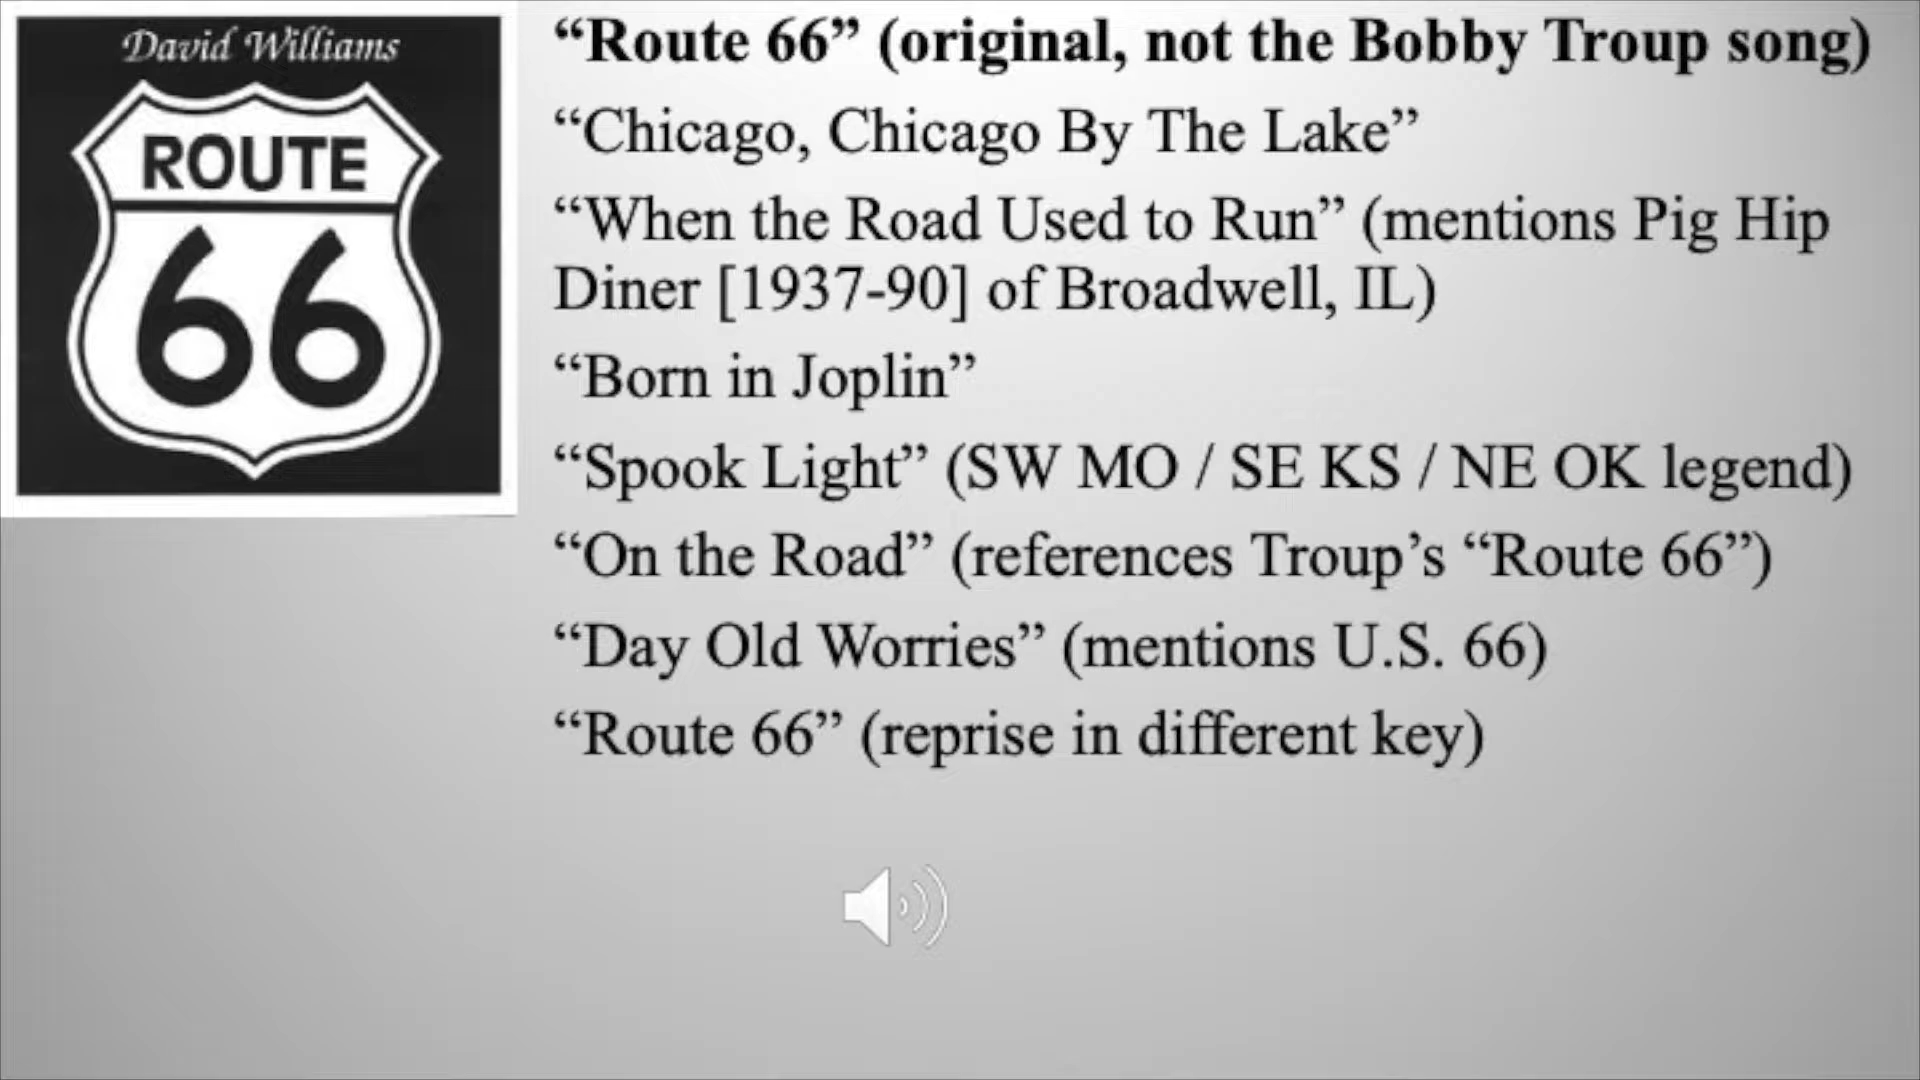 David Williams
ROUTE
66
“Route 66” (original, not the Bobby Troup song)
“Chicago, Chicago By The Lake”
“When the Road Used to Run” (mentions Pig Hip
Diner [1937-90] of Broadwell, IL)
“Born in Joplin”
“Spook Light” (SW MO / SE KS / NE OK legend)
“On the Road” (references Troup’s “Route 66”)
“Day Old Worries” (mentions U.S. 66)
“Route 66” (reprise in different key)